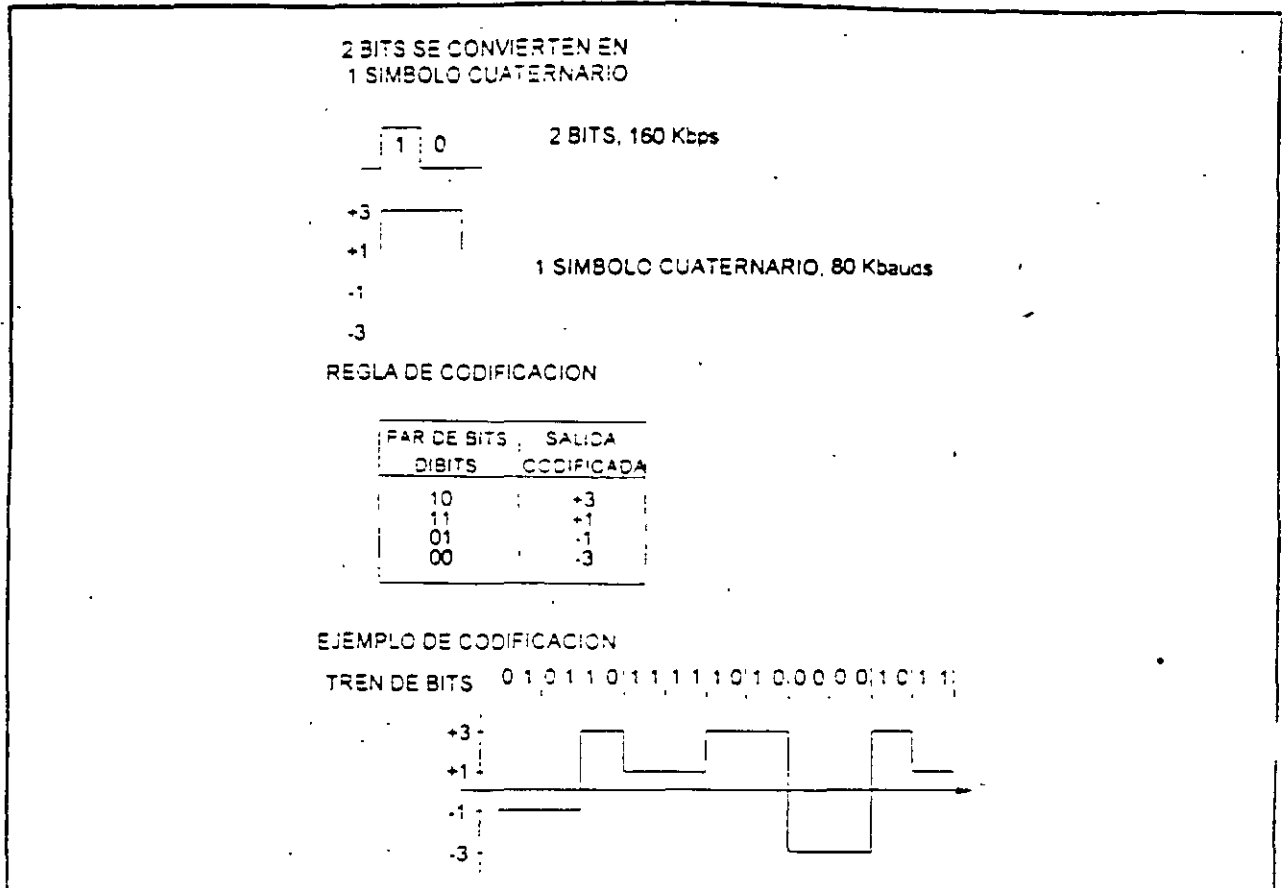 2 BITS SE CONVIERTEN EN
1 SIMBOLO CUATERNARIO
1 0
2 BITS, 160 Kbps
+3
+1
1 SIMBOLO CUATERNARIO, 80 Kbauds
-1
-3
REGLA DE CODIFICACION
PAR DE BITS SALIDA
DIBITS CODIFICADA
10 +3
11 +1
01 -1
00 -3
EJEMPLO DE CODIFICACION
TREN DE BITS 0 1 0 1 1 0 1 1 1 1 1 0 1 0 0 0 0 0 1 0 1 1
+3
+1
-1
-3